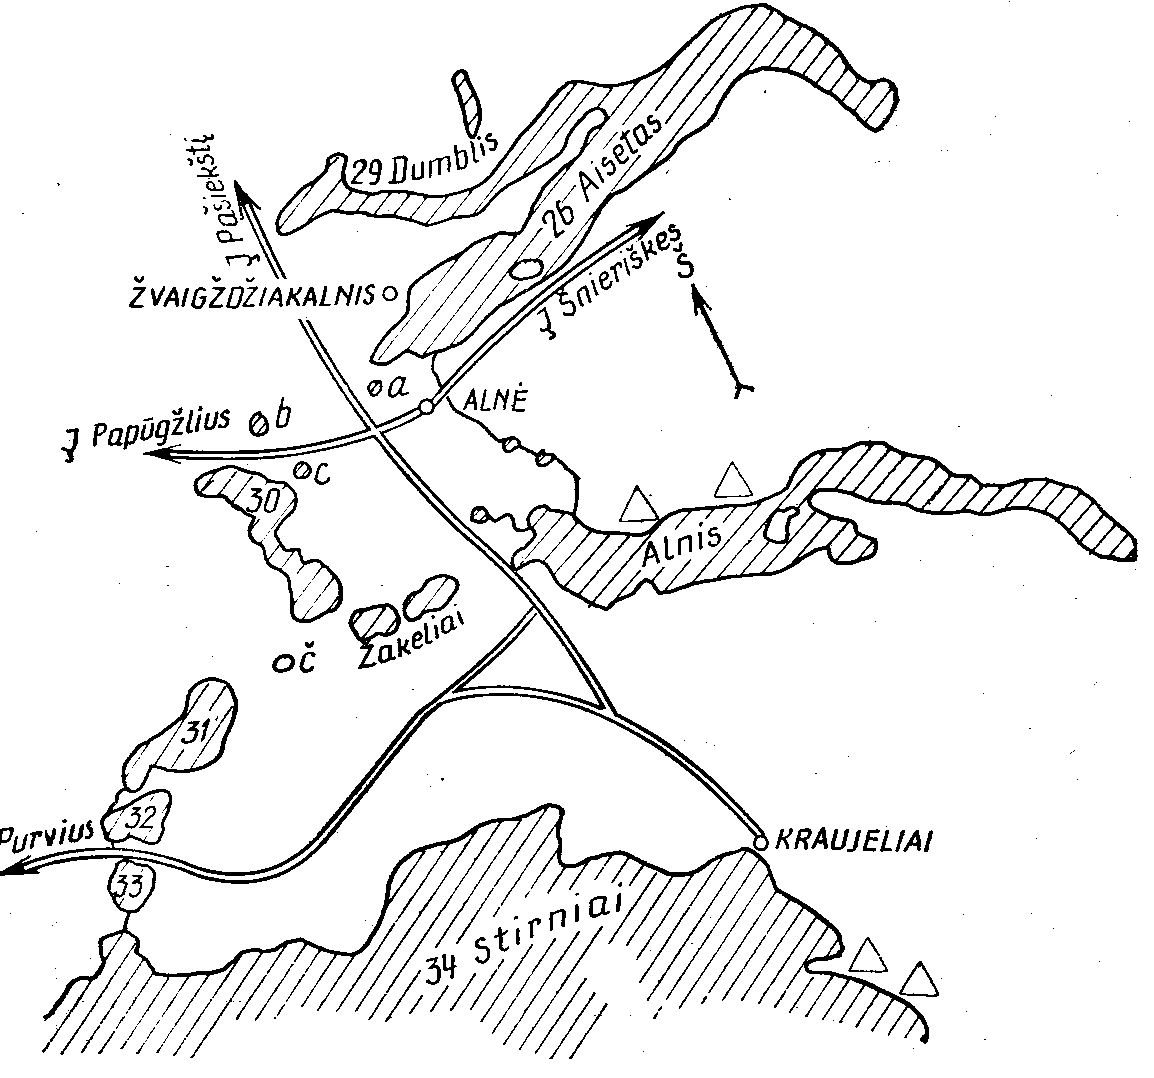 29 Dumblis
Į Pašiekštį
26 Aisetas
Į Šnieriškes
Š
ŽVAIGŽDŽIAKALNIS
a
ALNĖ
b
Į Papūgžlius
c
30
Alnis
Žakeliai
č
31
32
Purvius
33
KRAUJELIAI
34 Stirniai